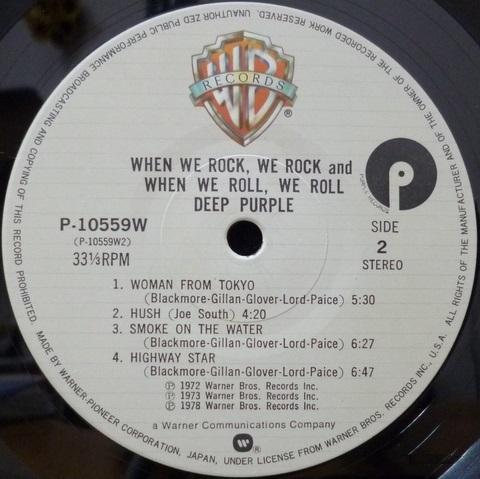 WB
RECORDS
®
WHEN WE ROCK, WE ROCK and
WHEN WE ROLL, WE ROLL
DEEP PURPLE
P
PURPLE RECORDS
P-10559W
(P-10559W2)
33⅓RPM
SIDE
2
STEREO
1. WOMAN FROM TOKYO
(Blackmore-Gillan-Glover-Lord-Paice) 5:30
2. HUSH (Joe South) 4:20
3. SMOKE ON THE WATER
(Blackmore-Gillan-Glover-Lord-Paice) 6:27
4. HIGHWAY STAR
(Blackmore-Gillan-Glover-Lord-Paice) 6:47
℗ 1972 Warner Bros. Records Inc.
℗ 1973 Warner Bros. Records Inc.
℗ 1978 Warner Bros. Records Inc.
a Warner Communications Company
®
MADE BY WARNER-PIONEER CORPORATION, JAPAN, UNDER LICENSE FROM WARNER BROS. RECORDS INC., U.S.A. ALL RIGHTS OF THE MANUFACTURER AND OF THE OWNER OF THE RECORDED WORK RESERVED. UNAUTHORIZED PUBLIC PERFORMANCE BROADCASTING AND COPYING OF THIS RECORD PROHIBITED.